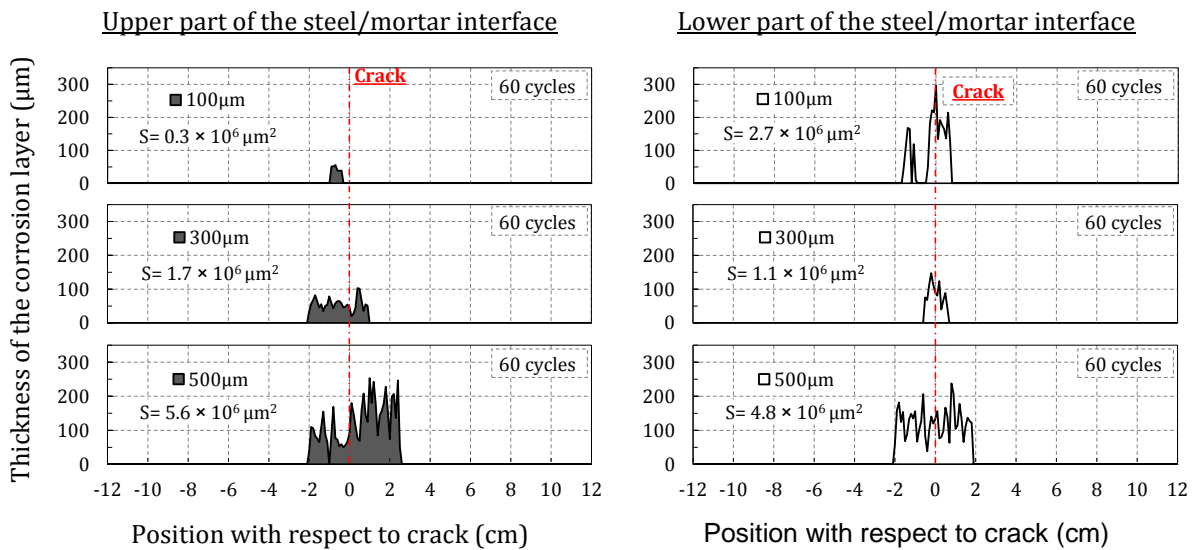 Upper part of the steel/mortar interface
Lower part of the steel/mortar interface
Thickness of the corrosion layer (µm)
300
200
100
0
Crack
60 cycles
100µm
S= 0.3 × 10⁶ µm²
300
200
100
0
60 cycles
300µm
S= 1.7 × 10⁶ µm²
300
200
100
0
60 cycles
500µm
S= 5.6 × 10⁶ µm²
-12 -10 -8 -6 -4 -2 0 2 4 6 8 10 12
Position with respect to crack (cm)
300
200
100
0
Crack
60 cycles
100µm
S= 2.7 × 10⁶ µm²
300
200
100
0
60 cycles
300µm
S= 1.1 × 10⁶ µm²
300
200
100
0
60 cycles
500µm
S= 4.8 × 10⁶ µm²
-12 -10 -8 -6 -4 -2 0 2 4 6 8 10 12
Position with respect to crack (cm)